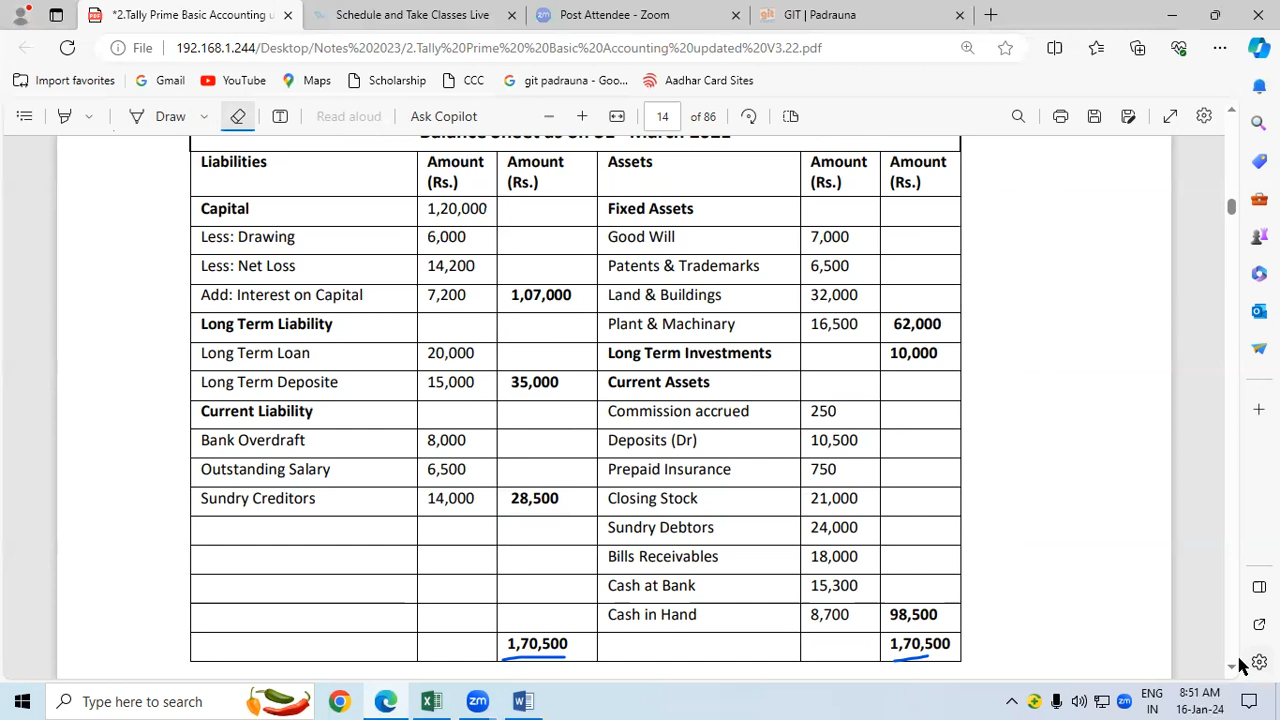 *2.Tally Prime Basic Accounting u
Schedule and Take Classes Live
Post Attendee - Zoom
GIT | Padrauna
File 192.168.1.244/Desktop/Notes%202023/2.Tally%20Prime%20%20Basic%20Accounting%20updated%20V3.22.pdf
Import favorites Gmail YouTube Maps Scholarship CCC git padrauna - Goo... Aadhar Card Sites
Draw Read aloud Ask Copilot 14 of 86
Liabilities Amount (Rs.) Amount (Rs.) Assets Amount (Rs.) Amount (Rs.)
Capital 1,20,000 Fixed Assets
Less: Drawing 6,000 Good Will 7,000
Less: Net Loss 14,200 Patents & Trademarks 6,500
Add: Interest on Capital 7,200 1,07,000 Land & Buildings 32,000
Long Term Liability Plant & Machinary 16,500 62,000
Long Term Loan 20,000 Long Term Investments 10,000
Long Term Deposite 15,000 35,000 Current Assets
Current Liability Commission accrued 250
Bank Overdraft 8,000 Deposits (Dr) 10,500
Outstanding Salary 6,500 Prepaid Insurance 750
Sundry Creditors 14,000 28,500 Closing Stock 21,000
Sundry Debtors 24,000
Bills Receivables 18,000
Cash at Bank 15,300
Cash in Hand 8,700 98,500
1,70,500 1,70,500
Type here to search
ENG 8:51 AM
IN 16-Jan-24